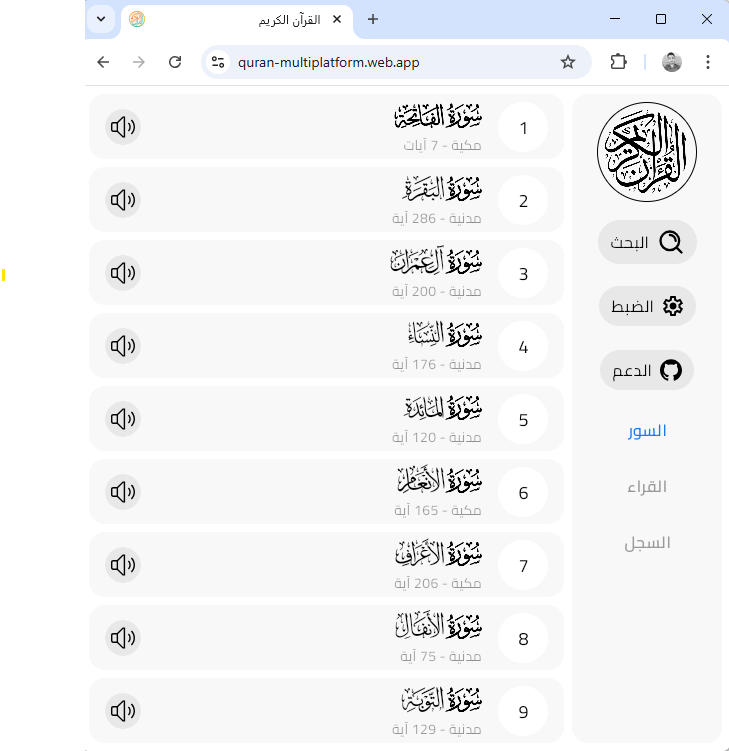 القرآن الكريم
quran-multiplatform.web.app
القرآن الكريم
البحث
الضبط
الدعم
السور
القراء
السجل
1
سورة الفاتحة
مكية - 7 آيات
2
سورة البقرة
مدنية - 286 آية
3
سورة آل عمران
مدنية - 200 آية
4
سورة النساء
مدنية - 176 آية
5
سورة المائدة
مدنية - 120 آية
6
سورة الأنعام
مكية - 165 آية
7
سورة الأعراف
مكية - 206 آية
8
سورة الأنفال
مدنية - 75 آية
9
سورة التوبة
مدنية - 129 آية